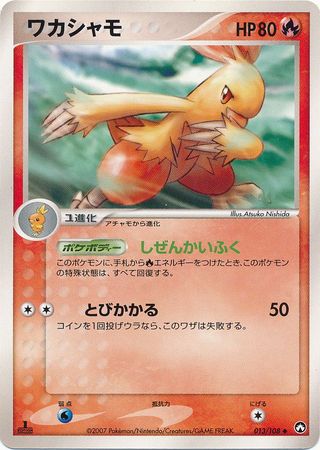 ワカシャモ HP80
Illus.Atsuko Nishida
1進化 アチャモから進化
ポケボディー しぜんかいふく
このポケモンに、手札から エネルギーをつけたとき、このポケモン
の特殊状態は、すべて回復する。
とびかかる 50
コインを1回投げウラなら、このワザは失敗する。
弱点 抵抗力 にげる
1
©2007 Pokémon/Nintendo/Creatures/GAME FREAK. 013/108 ◆